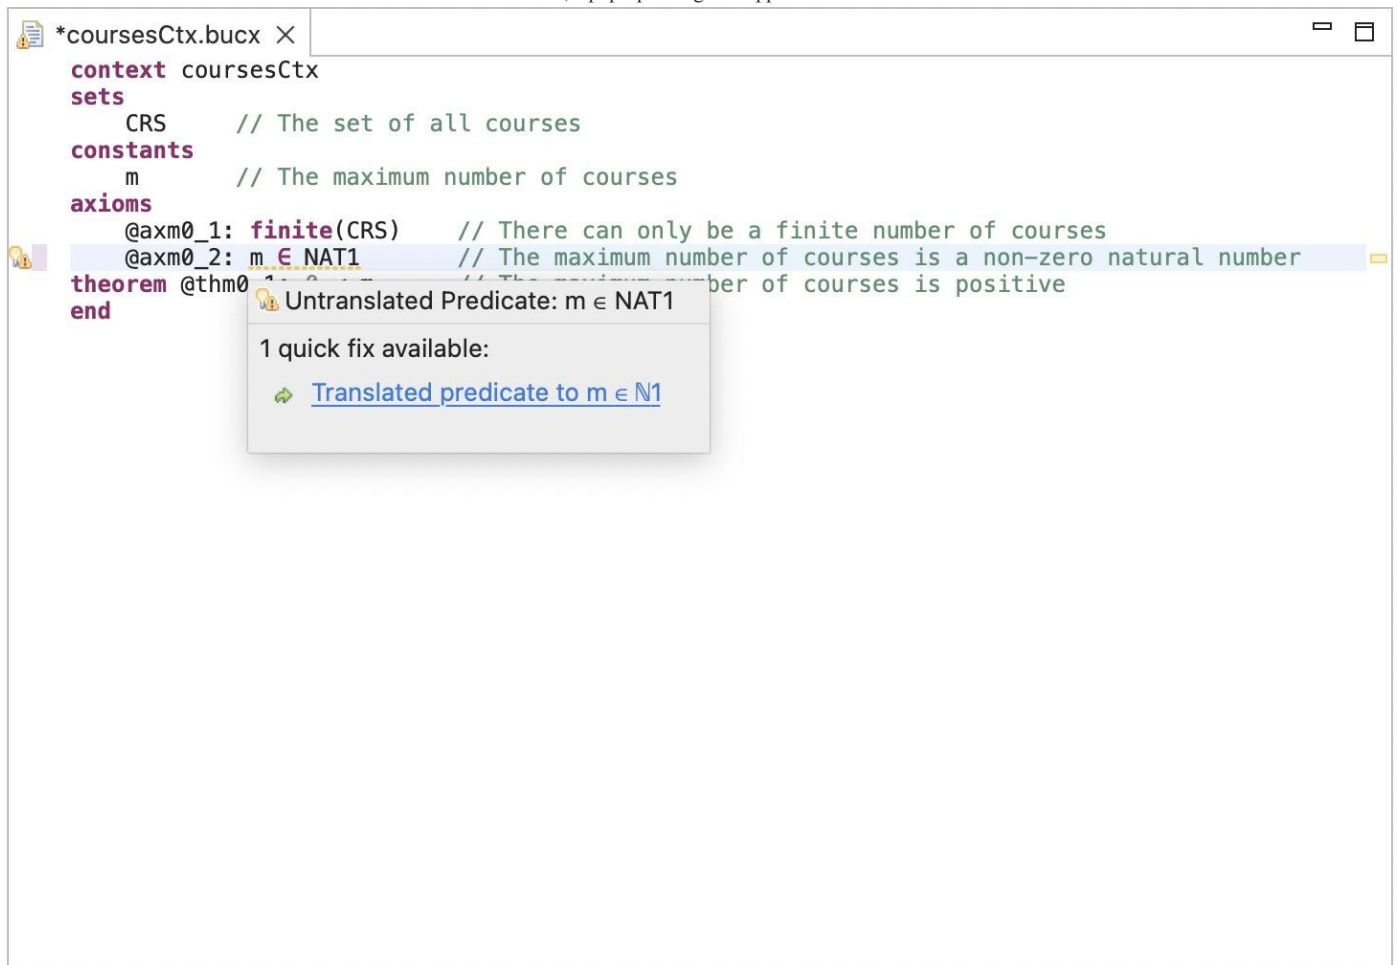 *coursesCtx.bucx
context coursesCtx
sets
CRS // The set of all courses
constants
m // The maximum number of courses
axioms
@axm0_1: finite(CRS) // There can only be a finite number of courses
@axm0_2: m ∈ NAT1 // The maximum number of courses is a non-zero natural number
theorem @thm0 number of courses is positive
end
Untranslated Predicate: m ∈ NAT1
1 quick fix available:
Translated predicate to m ∈ ℕ1